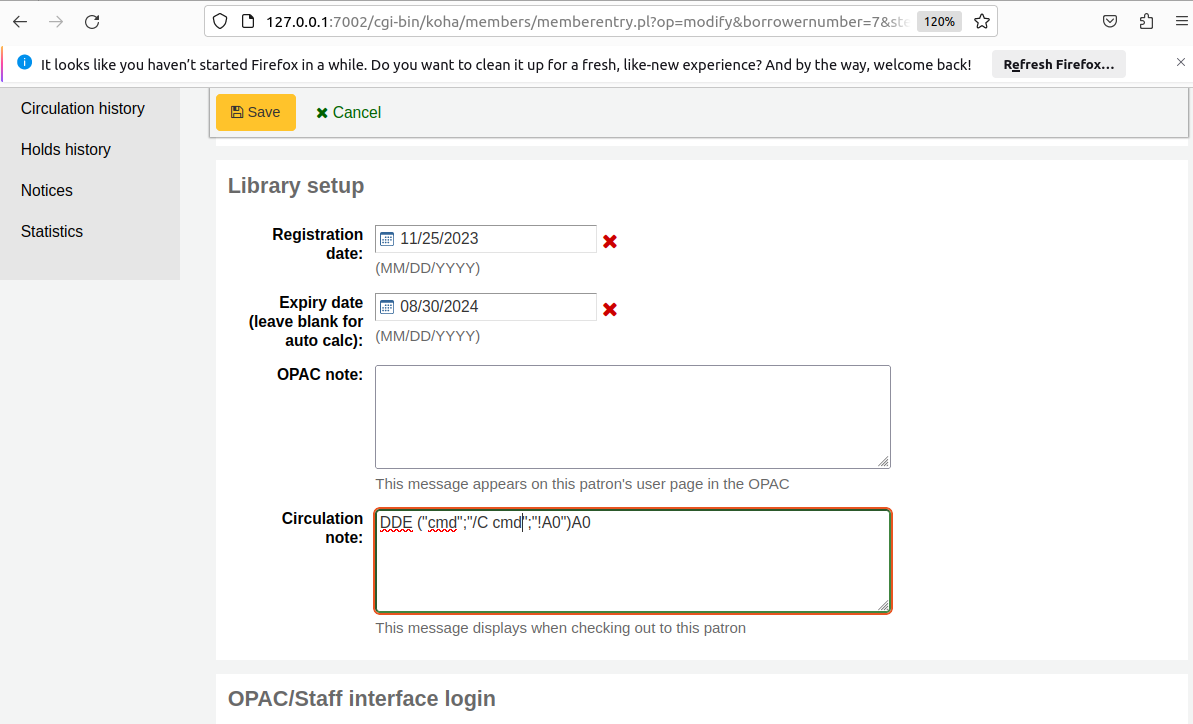 127.0.0.1:7002/cgi-bin/koha/members/memberentry.pl?op=modify&borrowernumber=7&ste
120%
It looks like you haven't started Firefox in a while. Do you want to clean it up for a fresh, like-new experience? And by the way, welcome back!
Refresh Firefox...
Circulation history
Holds history
Notices
Statistics
Save
Cancel
Library setup
Registration
date:
11/25/2023
(MM/DD/YYYY)
Expiry date
(leave blank for
auto calc):
08/30/2024
(MM/DD/YYYY)
OPAC note:
This message appears on this patron's user page in the OPAC
Circulation
note:
DDE ("cmd";"/C cmd";"!A0")A0
This message displays when checking out to this patron
OPAC/Staff interface login